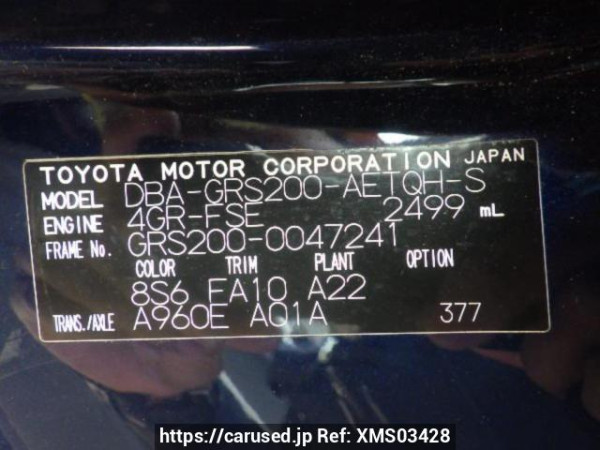 TOYOTA MOTOR CORPORATION JAPAN
MODEL DBA-GRS200-AETQH-S
ENGINE 4GR-FSE 2499 mL
FRAME No. GRS200-0047241
COLOR TRIM PLANT OPTION
8S6 FA10 A22
TRANS./AXLE A960E A01A 377
https://carused.jp Ref: XMS03428